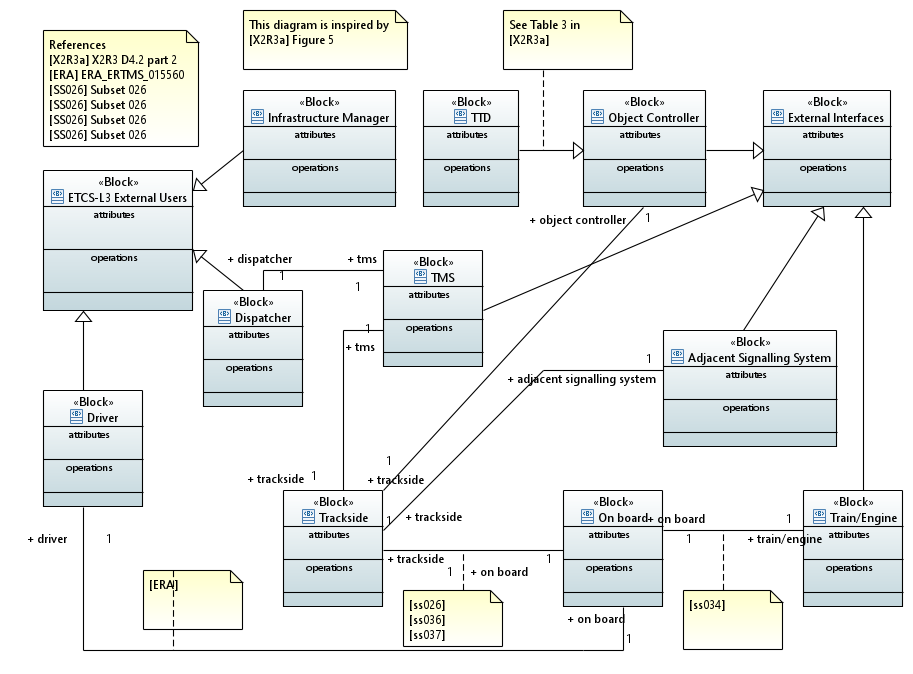 This diagram is inspired by
[X2R3a] Figure 5
See Table 3 in
[X2R3a]
References
[X2R3a] X2R3 D4.2 part 2
[ERA] ERA_ERTMS_015560
[SS026] Subset 026
[SS026] Subset 026
[SS026] Subset 026
[SS026] Subset 026
«Block»
Infrastructure Manager
attributes
operations
«Block»
TTD
attributes
operations
«Block»
Object Controller
attributes
operations
«Block»
External Interfaces
attributes
operations
«Block»
ETCS-L3 External Users
attributes
operations
+ object controller
1
+ dispatcher
1
+ tms
1
«Block»
TMS
attributes
operations
«Block»
Dispatcher
attributes
operations
1
+ tms
«Block»
Adjacent Signalling System
attributes
operations
1
+ adjacent signalling system
«Block»
Driver
attributes
operations
+ trackside
1
1
+ trackside
1
+ trackside
«Block»
Trackside
attributes
operations
«Block»
On board
attributes
operations
+ on board
1
1
+ train/engine
«Block»
Train/Engine
attributes
operations
+ driver
1
+ trackside
1
+ on board
1
[ERA]
[ss026]
[ss036]
[ss037]
+ on board
1
[ss034]